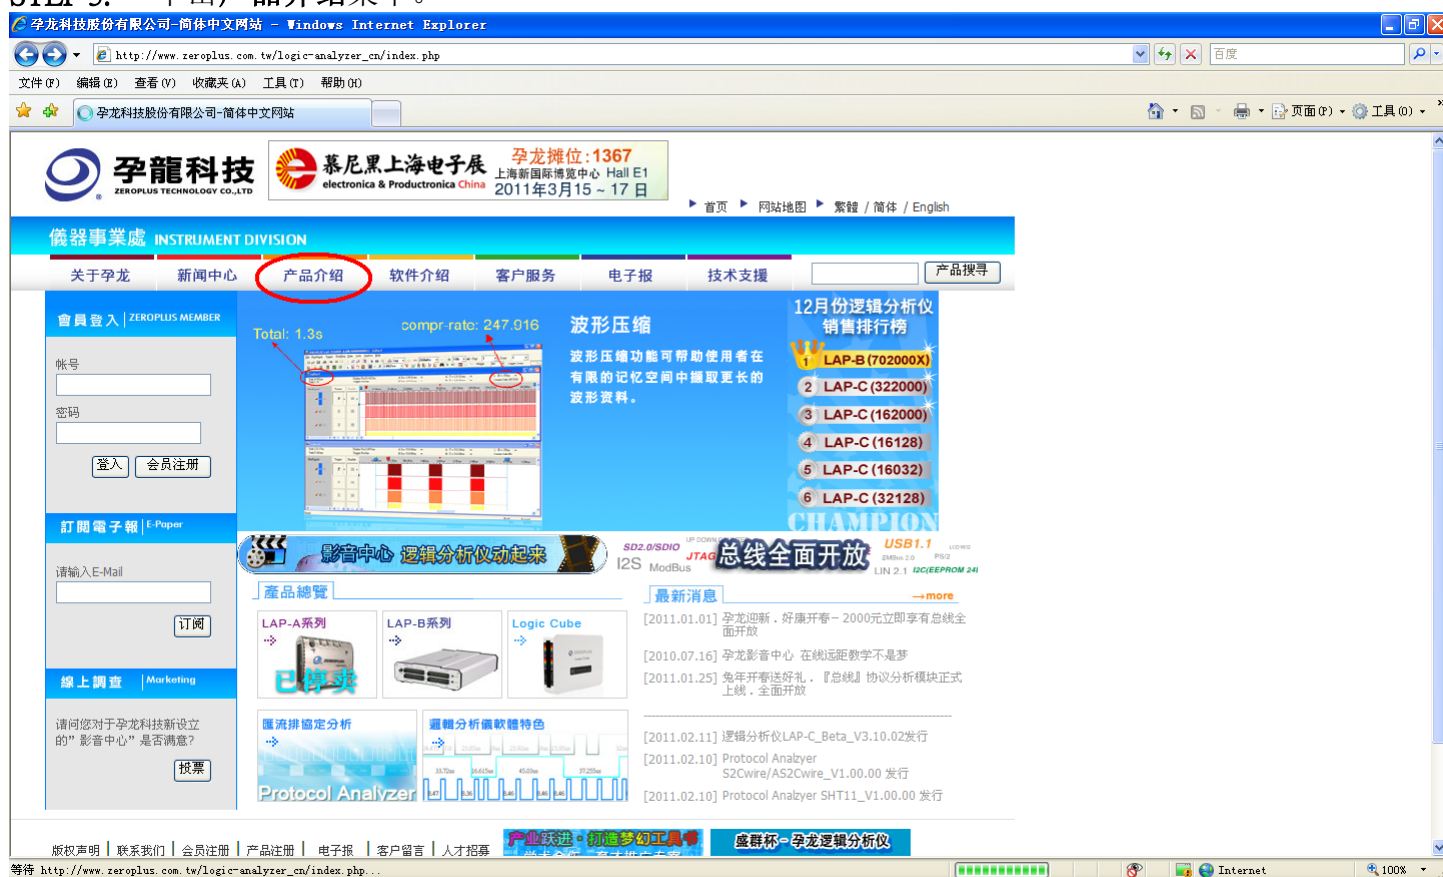 孕龙科技股份有限公司-简体中文网站 - Windows Internet Explorer
http://www.zeroplus.com.tw/logic-analyzer_cn/index.php
百度
文件(F) 编辑(E) 查看(V) 收藏夹(A) 工具(T) 帮助(H)
孕龙科技股份有限公司-简体中文网站
页面(P) 工具(O)
孕龍科技
ZEROPLUS TECHNOLOGY CO.,LTD
慕尼黑上海电子展
electronica & Productronica China
孕龙摊位:1367
上海新国际博览中心 Hall E1
2011年3月15 ~ 17 日
首页 网站地图 繁體 / 简体 / English
儀器事業處 INSTRUMENT DIVISION
关于孕龙 新闻中心 产品介绍 软件介绍 客户服务 电子报 技术支援 产品搜寻
會員登入 ZEROPLUS MEMBER
帐号
密码
登入 会员注册
Total: 1.3s
compr-rate: 247.916
波形压缩
波形压缩功能可帮助使用者在
有限的记忆空间中撷取更长的
波形资料。
12月份逻辑分析仪
销售排行榜
1 LAP-B (702000X)
2 LAP-C (322000)
3 LAP-C (162000)
4 LAP-C (16128)
5 LAP-C (16032)
6 LAP-C (32128)
CHAMPION
訂閱電子報 E-Paper
请输入E-Mail
订阅
影音中心 逻辑分析仪动起来
SD2.0/SDIO
I2S ModBus
JTAG
总线全面开放
USB1.1
LIN 2.1 I2C(EEPROM 24
產品總覽
LAP-A系列
已停卖
LAP-B系列
Logic Cube
匯流排協定分析
Protocol Analyzer
邏輯分析儀軟體特色
最新消息
→more
[2011.01.01] 孕龙迎新．好康开春－2000元立即享有总线全
面开放
[2010.07.16] 孕龙影音中心 在线远距教学不是梦
[2011.01.25] 兔年开春送好礼．『总线』协议分析模块正式
上线．全面开放
[2011.02.11] 逻辑分析仪LAP-C_Beta_V3.10.02发行
[2011.02.10] Protocol Analzyer
S2Cwire/AS2Cwire_V1.00.00 发行
[2011.02.10] Protocol Analzyer SHT11_V1.00.00 发行
線上調查 Marketing
请问您对于孕龙科技新设立
的" 影音中心" 是否满意?
投票
版权声明 联系我们 会员注册 产品注册 电子报 客户留言 人才招募
产业跃进·打造梦幻工具书
盛群杯-孕龙逻辑分析仪
等待 http://www.zeroplus.com.tw/logic-analyzer_cn/index.php...
Internet
100%